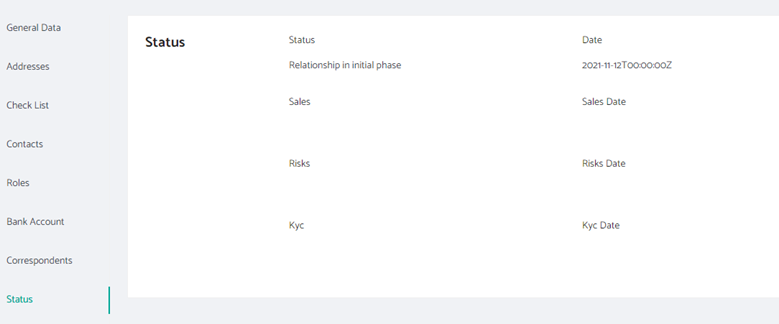 General Data
Addresses
Check List
Contacts
Roles
Bank Account
Correspondents
Status
Status
Status Date
Relationship in initial phase 2021-11-12T00:00:00Z
Sales Sales Date
Risks Risks Date
Kyc Kyc Date